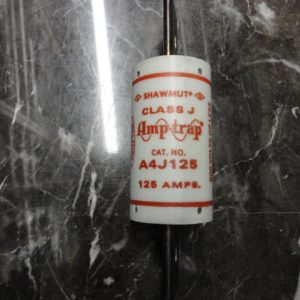 SHAWMUT®
CLASS J
Amp-trap®
CAT. NO.
A4J125
125 AMPS.